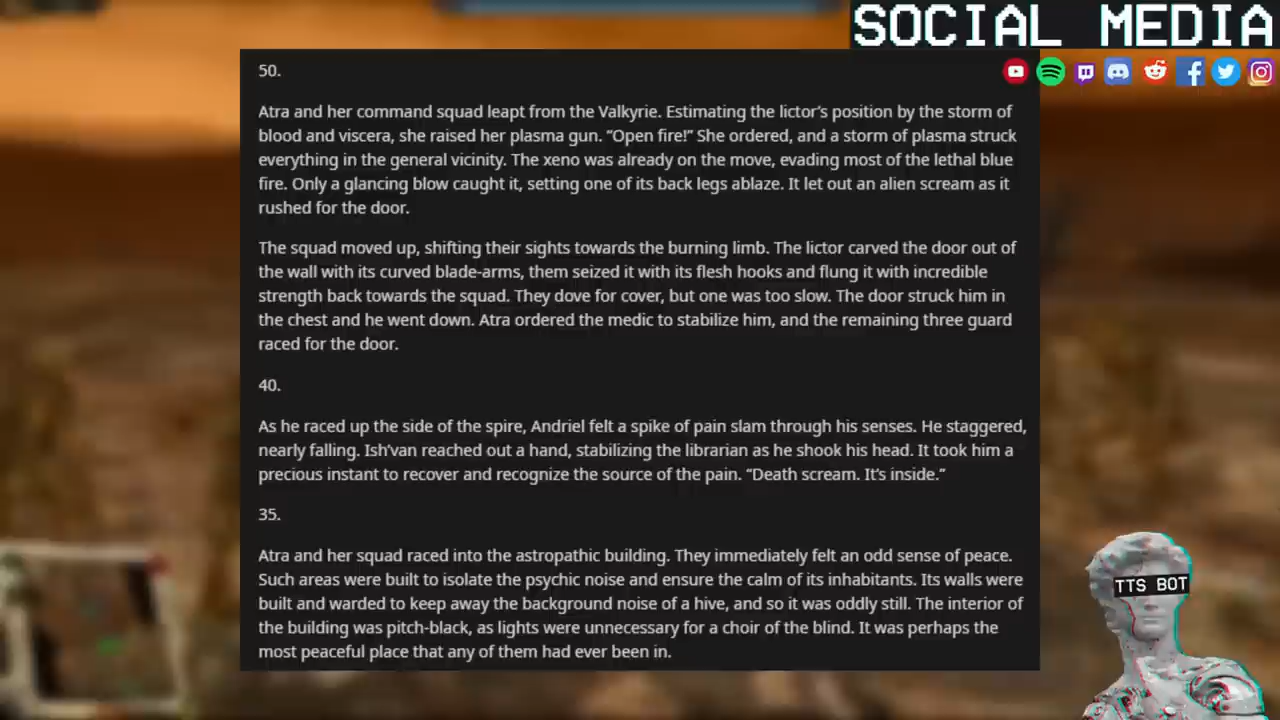 SOCIAL MEDIA
50.
Atra and her command squad leapt from the Valkyrie. Estimating the lictor's position by the storm of
blood and viscera, she raised her plasma gun. “Open fire!” She ordered, and a storm of plasma struck
everything in the general vicinity. The xeno was already on the move, evading most of the lethal blue
fire. Only a glancing blow caught it, setting one of its back legs ablaze. It let out an alien scream as it
rushed for the door.
The squad moved up, shifting their sights towards the burning limb. The lictor carved the door out of
the wall with its curved blade-arms, them seized it with its flesh hooks and flung it with incredible
strength back towards the squad. They dove for cover, but one was too slow. The door struck him in
the chest and he went down. Atra ordered the medic to stabilize him, and the remaining three guard
raced for the door.
40.
As he raced up the side of the spire, Andriel felt a spike of pain slam through his senses. He staggered,
nearly falling. Ish'van reached out a hand, stabilizing the librarian as he shook his head. It took him a
precious instant to recover and recognize the source of the pain. “Death scream. It's inside.”
35.
Atra and her squad raced into the astropathic building. They immediately felt an odd sense of peace.
Such areas were built to isolate the psychic noise and ensure the calm of its inhabitants. Its walls were
built and warded to keep away the background noise of a hive, and so it was oddly still. The interior of
the building was pitch-black, as lights were unnecessary for a choir of the blind. It was perhaps the
most peaceful place that any of them had ever been in.
TTS BOT